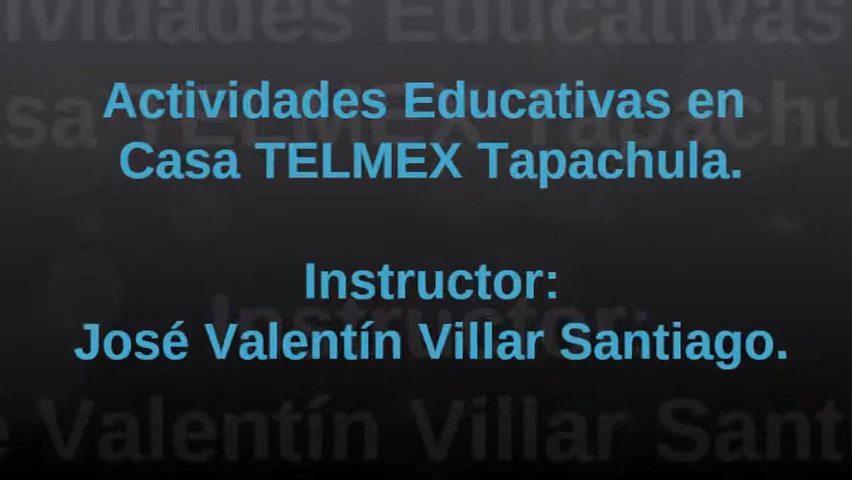 Actividades Educativas en
Casa TELMEX Tapachula.
Instructor:
José Valentín Villar Santiago.